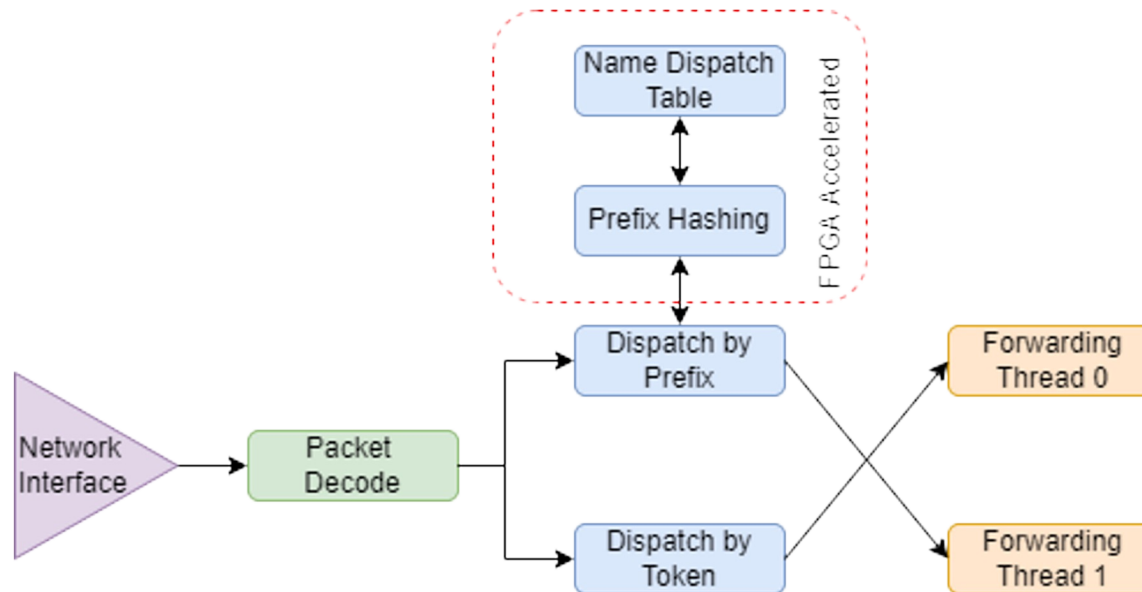 Name Dispatch
Table
Prefix Hashing
FPGA Accelerated
Dispatch by
Prefix
Forwarding
Thread 0
Network
Interface
Packet
Decode
Dispatch by
Token
Forwarding
Thread 1